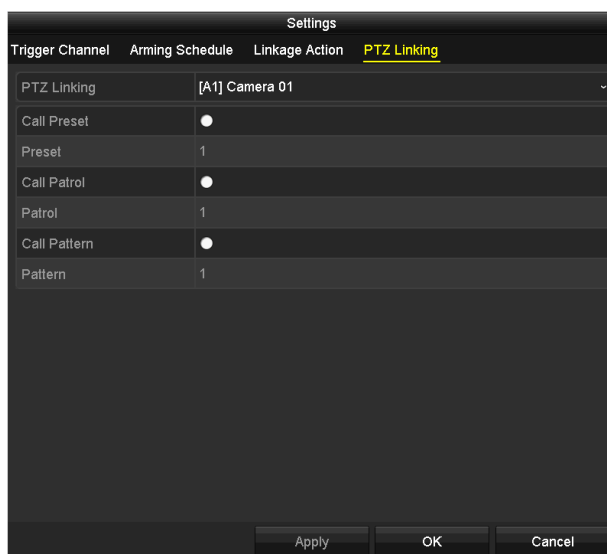 Settings
Trigger Channel Arming Schedule Linkage Action PTZ Linking
PTZ Linking [A1] Camera 01
Call Preset
Preset 1
Call Patrol
Patrol 1
Call Pattern
Pattern 1
Apply OK Cancel